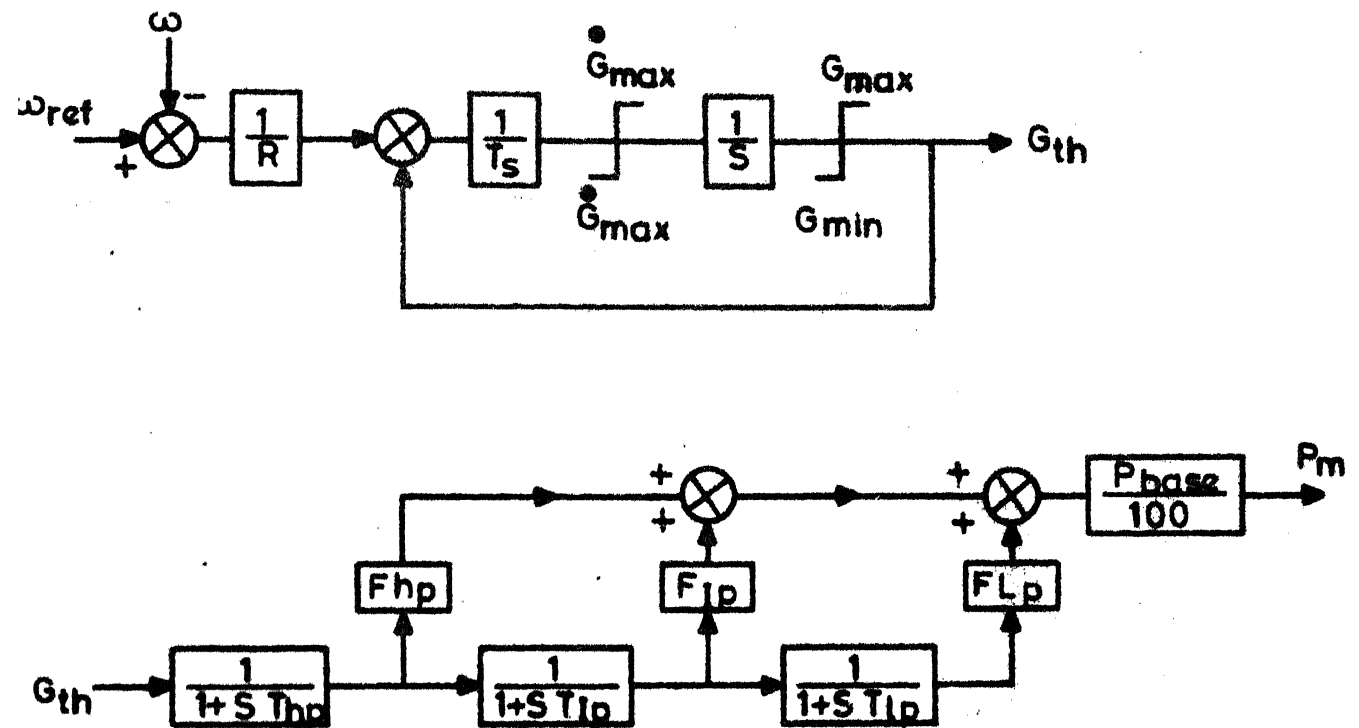 ω
Ġmax
Gmax
ωref
-
+
1
R
1
Ts
1
S
Gth
Ġmax
Gmin
+
+
+
+
Pbase
100
Pm
Fhp
FIp
FLp
Gth
1
1+S Thp
1
1+S TIp
1
1+S Tlp